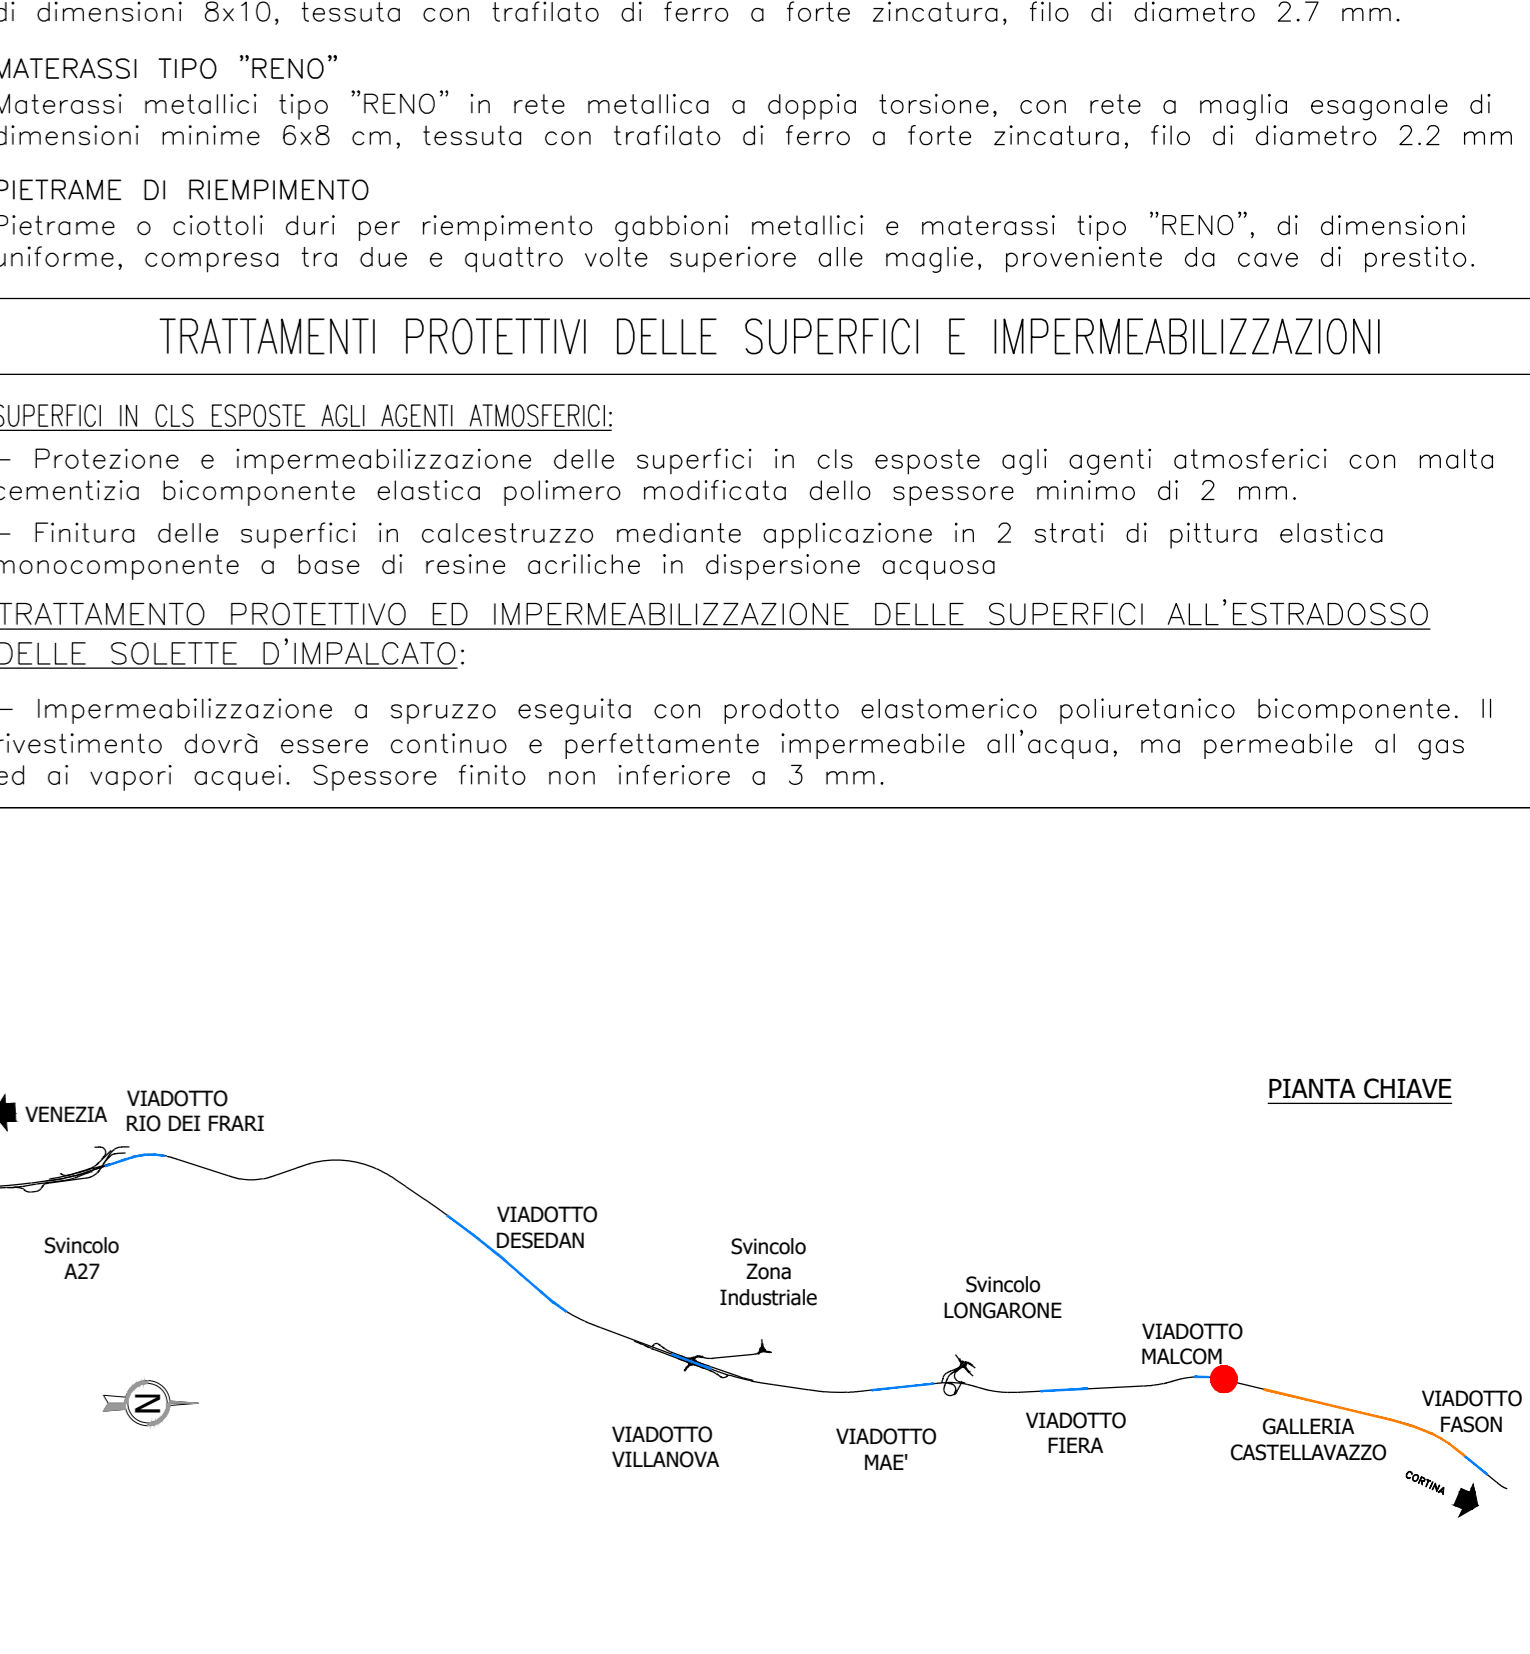 di dimensioni 8x10, tessuta con trafilato di ferro a forte zincatura, filo di diametro 2.7 mm.
MATERASSI TIPO "RENO"
Materassi metallici tipo "RENO" in rete metallica a doppia torsione, con rete a maglia esagonale di
dimensioni minime 6x8 cm, tessuta con trafilato di ferro a forte zincatura, filo di diametro 2.2 mm
PIETRAME DI RIEMPIMENTO
Pietrame o ciottoli duri per riempimento gabbioni metallici e materassi tipo "RENO", di dimensioni
uniforme, compresa tra due e quattro volte superiore alle maglie, proveniente da cave di prestito.
TRATTAMENTI PROTETTIVI DELLE SUPERFICI E IMPERMEABILIZZAZIONI
SUPERFICI IN CLS ESPOSTE AGLI AGENTI ATMOSFERICI:
- Protezione e impermeabilizzazione delle superfici in cls esposte agli agenti atmosferici con malta
cementizia bicomponente elastica polimero modificata dello spessore minimo di 2 mm.
- Finitura delle superfici in calcestruzzo mediante applicazione in 2 strati di pittura elastica
monocomponente a base di resine acriliche in dispersione acquosa
TRATTAMENTO PROTETTIVO ED IMPERMEABILIZZAZIONE DELLE SUPERFICI ALL'ESTRADOSSO
DELLE SOLETTE D'IMPALCATO:
- Impermeabilizzazione a spruzzo eseguita con prodotto elastomerico poliuretanico bicomponente. Il
rivestimento dovrà essere continuo e perfettamente impermeabile all'acqua, ma permeabile al gas
ed ai vapori acquei. Spessore finito non inferiore a 3 mm.
PIANTA CHIAVE
VENEZIA
VIADOTTO
RIO DEI FRARI
Svincolo
A27
VIADOTTO
DESEDAN
Svincolo
Zona
Industriale
Svincolo
LONGARONE
VIADOTTO
MALCOM
N
VIADOTTO
VILLANOVA
VIADOTTO
MAE'
VIADOTTO
FIERA
GALLERIA
CASTELLAVAZZO
VIADOTTO
FASON
CORTINA